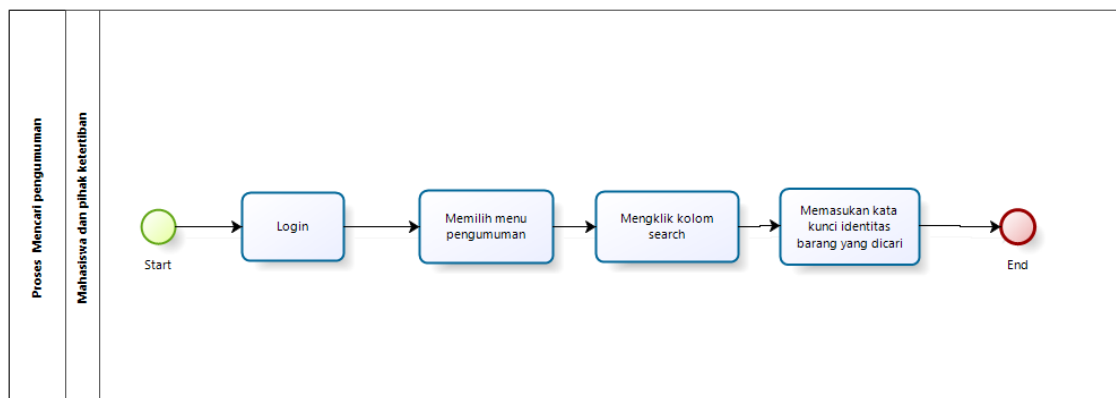 Proses Mencari pengumuman
Mahasiswa dan pihak ketertiban
Start
Login
Memilih menu
pengumuman
Mengklik kolom
search
Memasukan kata
kunci identitas
barang yang dicari
End